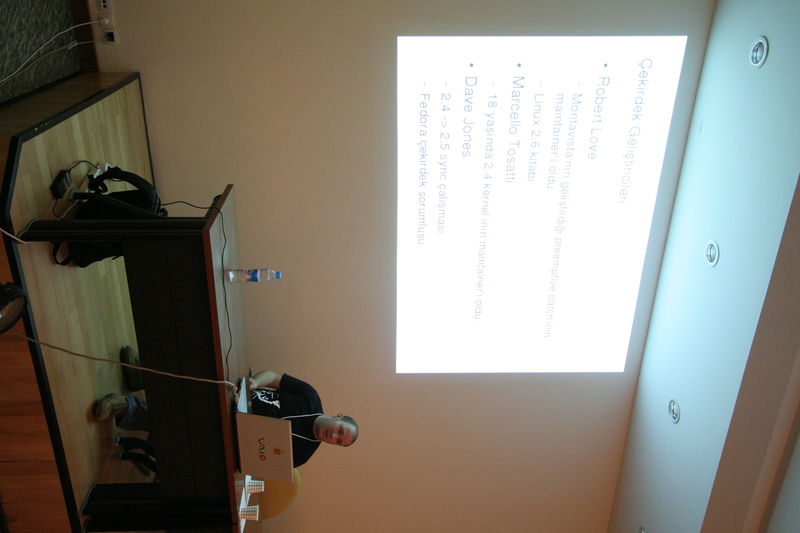 Çekirdek Geliştiricileri
• Robert Love
– Montavista'nın geliştirdiği preemptive patch'inin
maintainer'ı oldu.
– Linux 2.6 kitabı
• Marcello Tosatti
– 18 yaşında 2.4 kernel'ının maintainer'ı oldu.
• Dave Jones
– 2.4 -> 2.5 sync çalışması
– Fedora çekirdek sorumlusu
VAIO